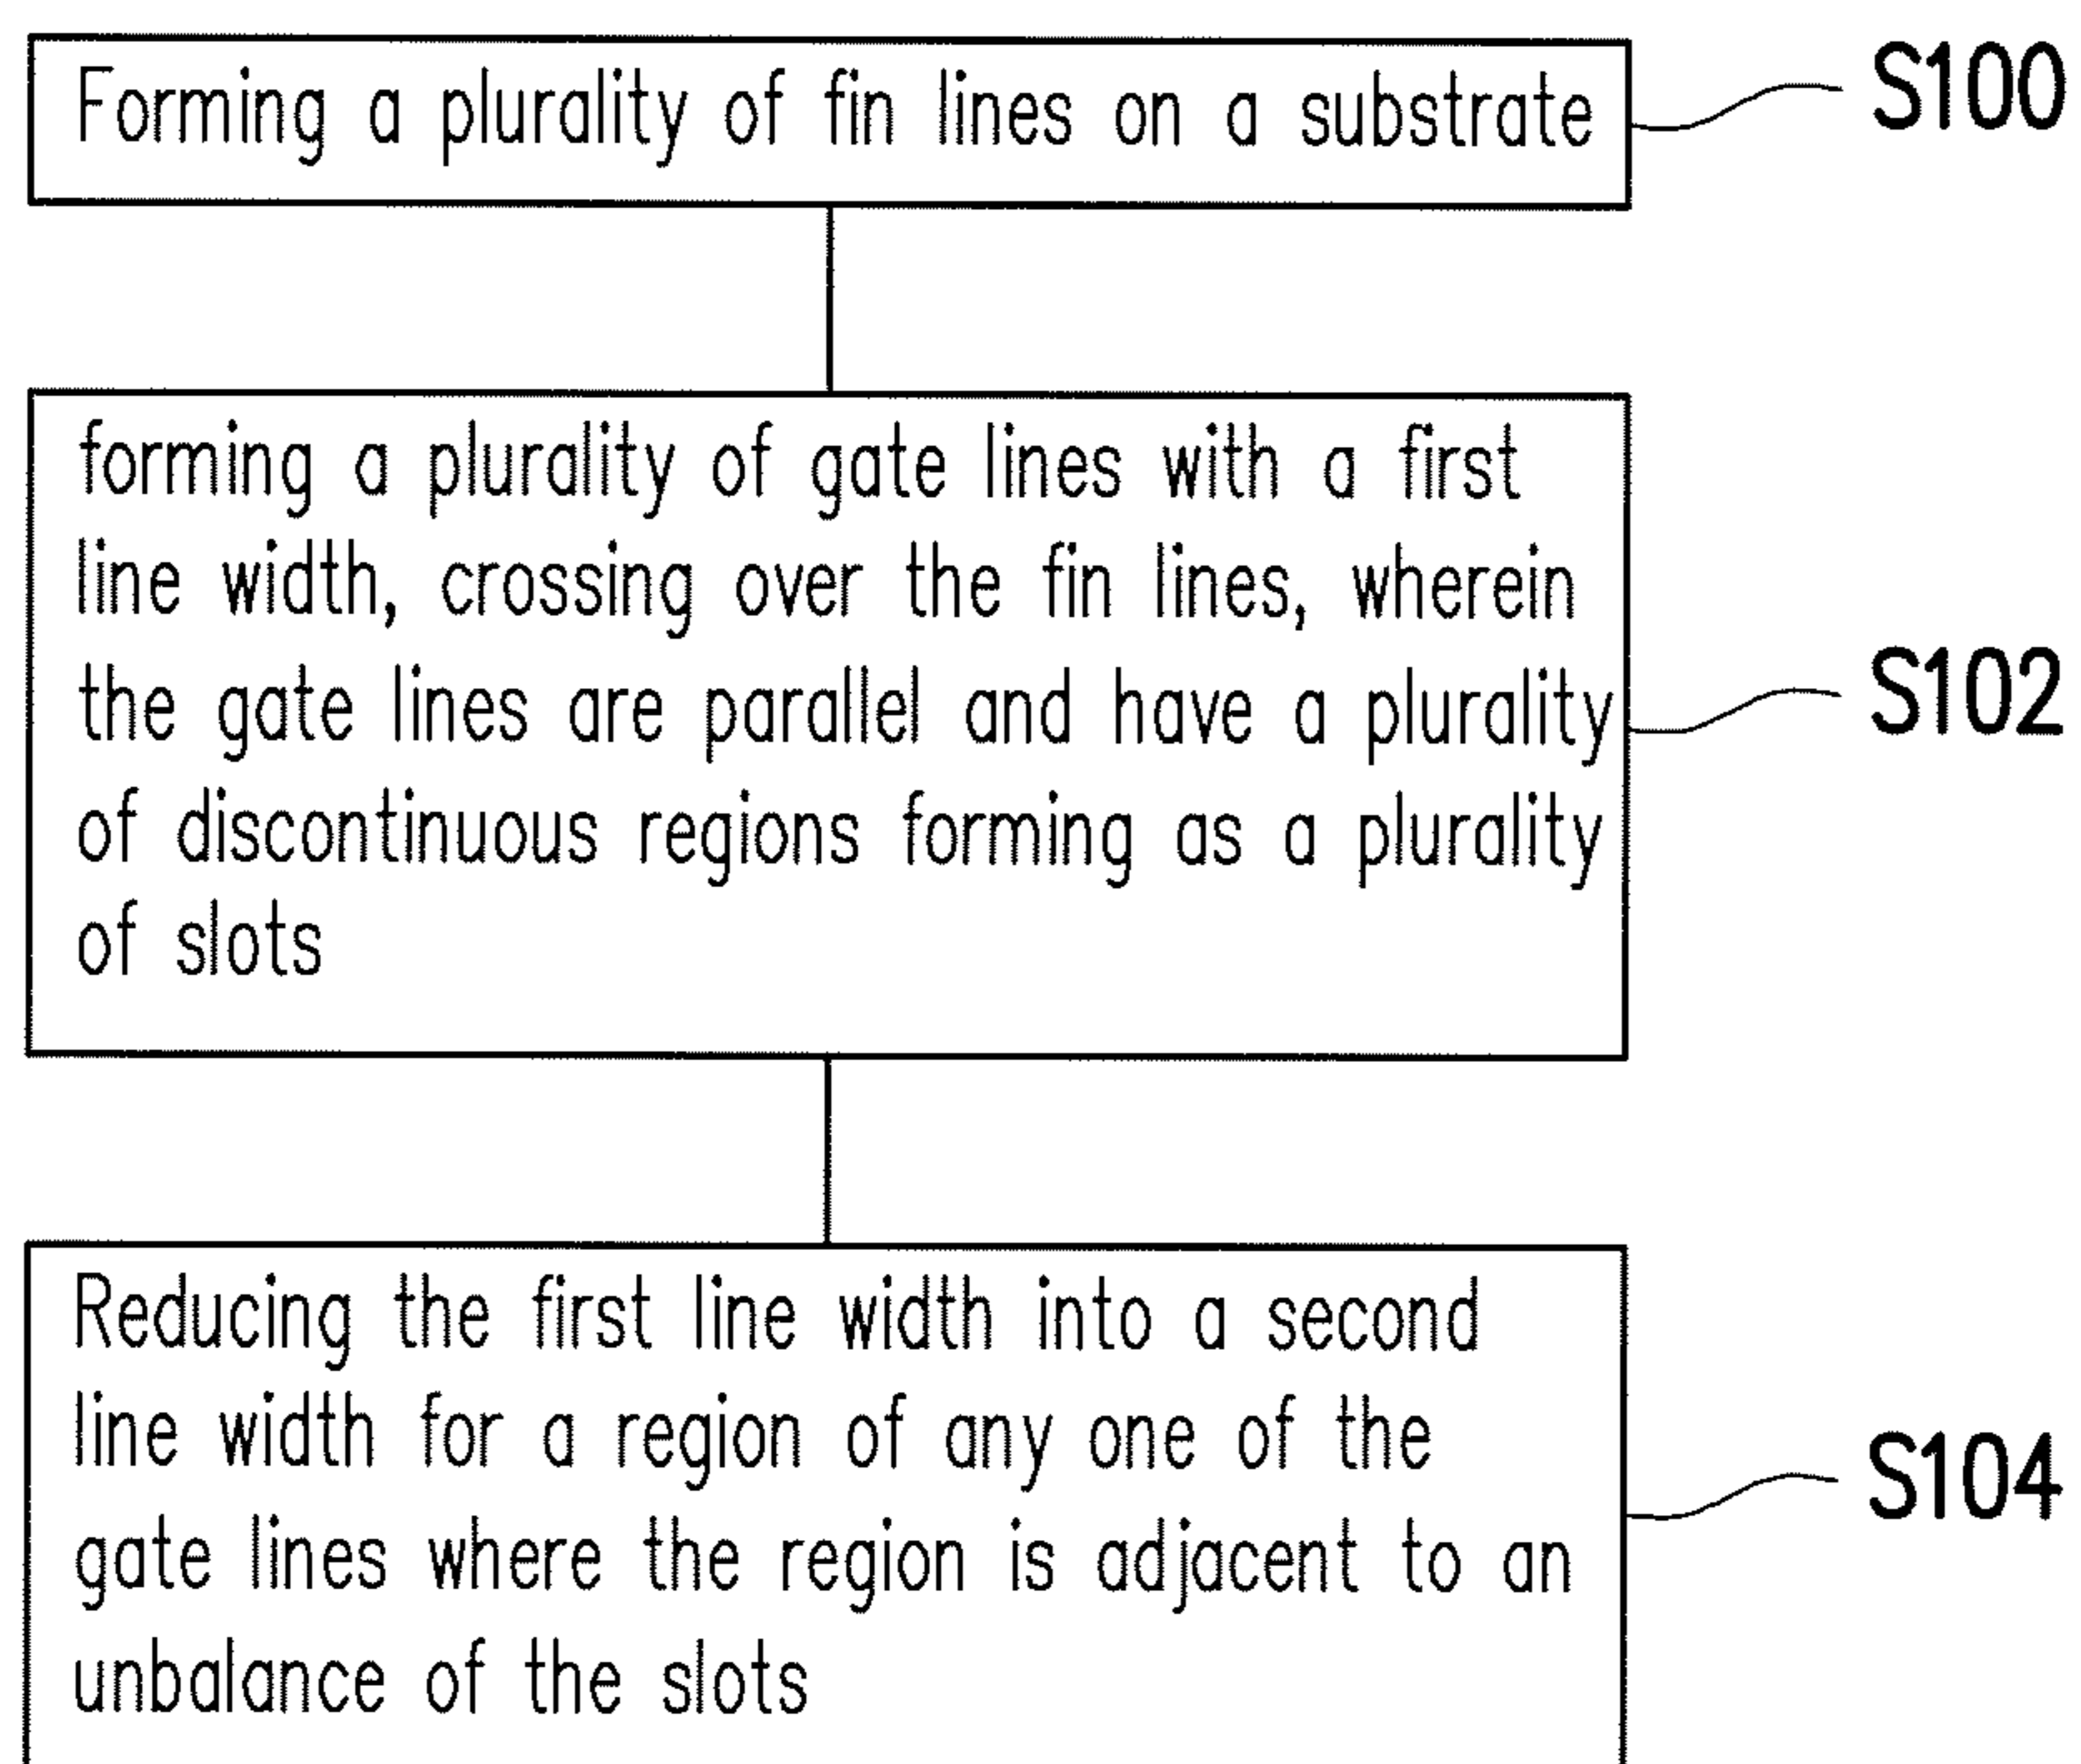 Forming a plurality of fin lines on a substrate
S100
forming a plurality of gate lines with a first
line width, crossing over the fin lines, wherein
the gate lines are parallel and have a plurality
of discontinuous regions forming as a plurality
of slots
S102
Reducing the first line width into a second
line width for a region of any one of the
gate lines where the region is adjacent to an
unbalance of the slots
S104